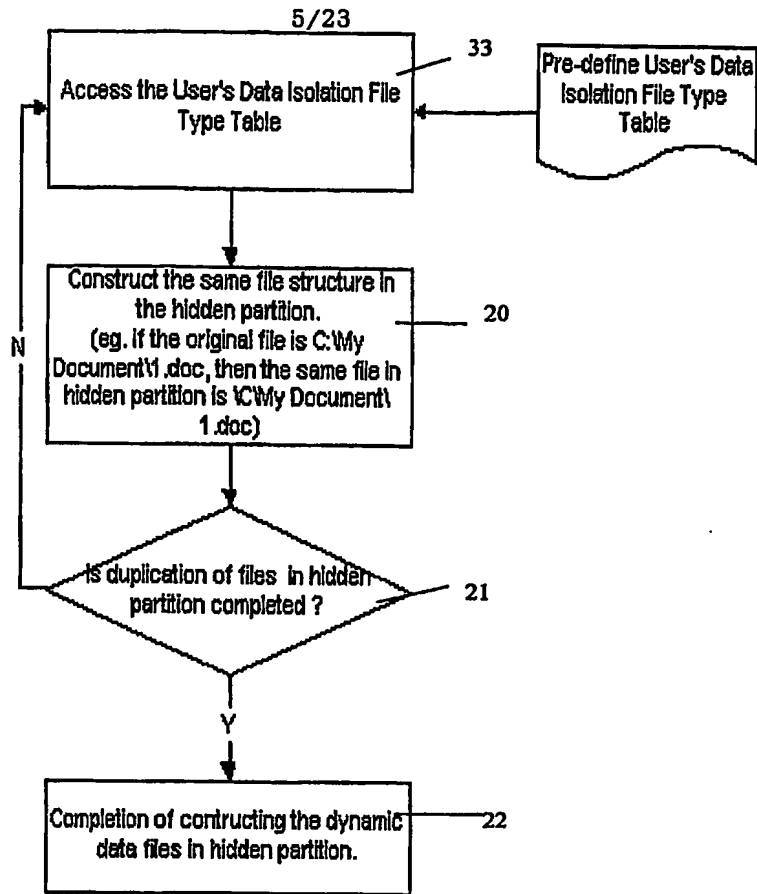 5/23
33
Access the User's Data Isolation File
Type Table
Pre-define User's Data
Isolation File Type
Table
Construct the same file structure in
the hidden partition.
(eg. if the original file is C:\My
Document\1.doc, then the same file in
hidden partition is \C\My Document\
1.doc)
20
N
Is duplication of files in hidden
partition completed ?
21
Y
Completion of contructing the dynamic
data files in hidden partition.
22